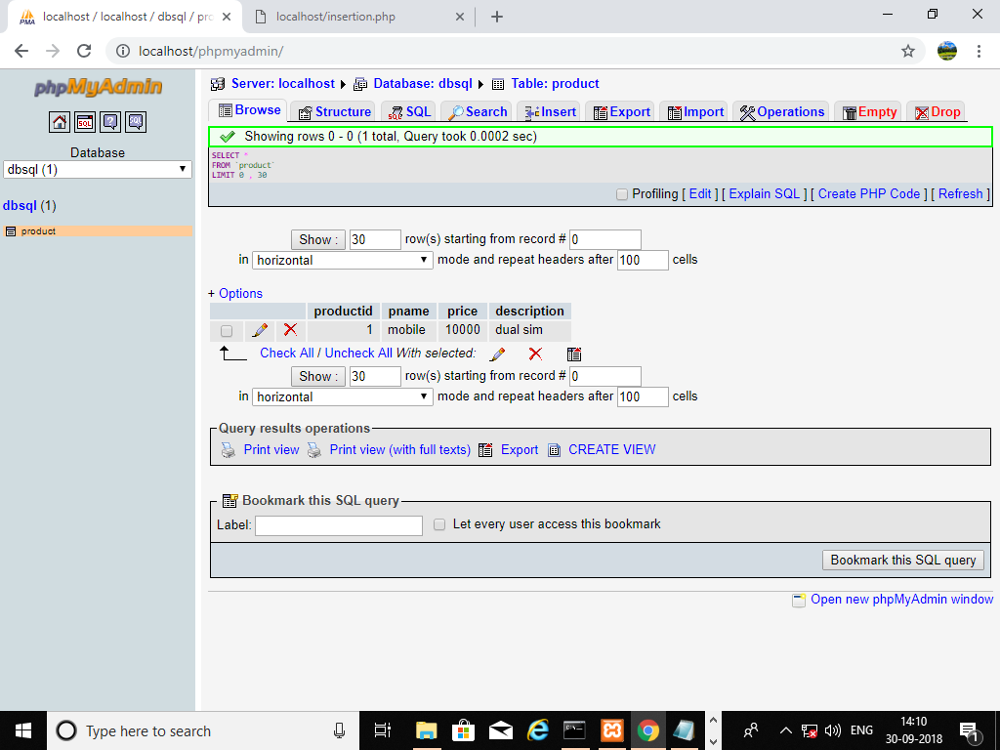 localhost / localhost / dbsql / pro
localhost/insertion.php
localhost/phpmyadmin/
phpMyAdmin
Server: localhost Database: dbsql Table: product
Browse Structure SQL Search Insert Export Import Operations Empty Drop
Database
dbsql (1)
dbsql (1)
product
Showing rows 0 - 0 (1 total, Query took 0.0002 sec)
SELECT *
FROM `product`
LIMIT 0 , 30
Profiling [ Edit ] [ Explain SQL ] [ Create PHP Code ] [ Refresh ]
Show : 30 row(s) starting from record # 0
in horizontal mode and repeat headers after 100 cells
+ Options
productid pname price description
1 mobile 10000 dual sim
Check All / Uncheck All With selected:
Show : 30 row(s) starting from record # 0
in horizontal mode and repeat headers after 100 cells
Query results operations
Print view Print view (with full texts) Export CREATE VIEW
Bookmark this SQL query
Label: Let every user access this bookmark
Bookmark this SQL query
Open new phpMyAdmin window
Type here to search
ENG
14:10
30-09-2018
1